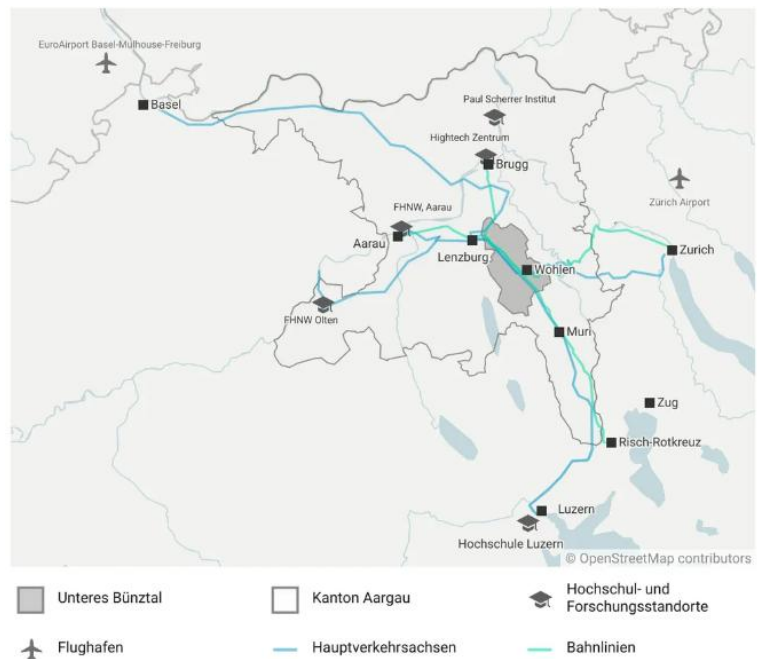 EuroAirport Basel-Mulhouse-Freiburg
Basel
Paul Scherrer Institut
Hightech Zentrum
Brugg
Zürich Airport
FHNW, Aarau
Aarau
Lenzburg
Zurich
Wohlen
FHNW Olten
Muri
Zug
Risch-Rotkreuz
Luzern
Hochschule Luzern
© OpenStreetMap contributors
Unteres Bünztal
Kanton Aargau
Hochschul- und
Forschungsstandorte
Flughafen
Hauptverkehrsachsen
Bahnlinien